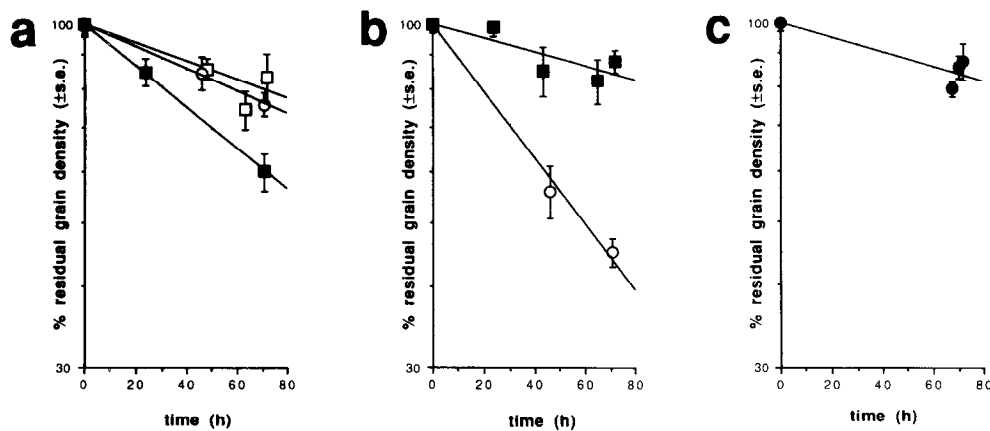 a
100
% residual grain density (±s.e.)
30
0 20 40 60 80
time (h)
b
100
% residual grain density (±s.e.)
30
0 20 40 60 80
time (h)
c
100
% residual grain density (±s.e.)
30
0 20 40 60 80
time (h)